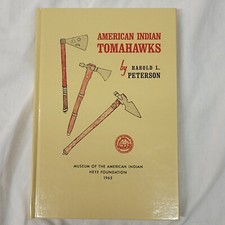 AMERICAN INDIAN
TOMAHAWKS
by HAROLD L.
PETERSON
MUSEUM OF THE AMERICAN INDIAN
HEYE FOUNDATION
1965